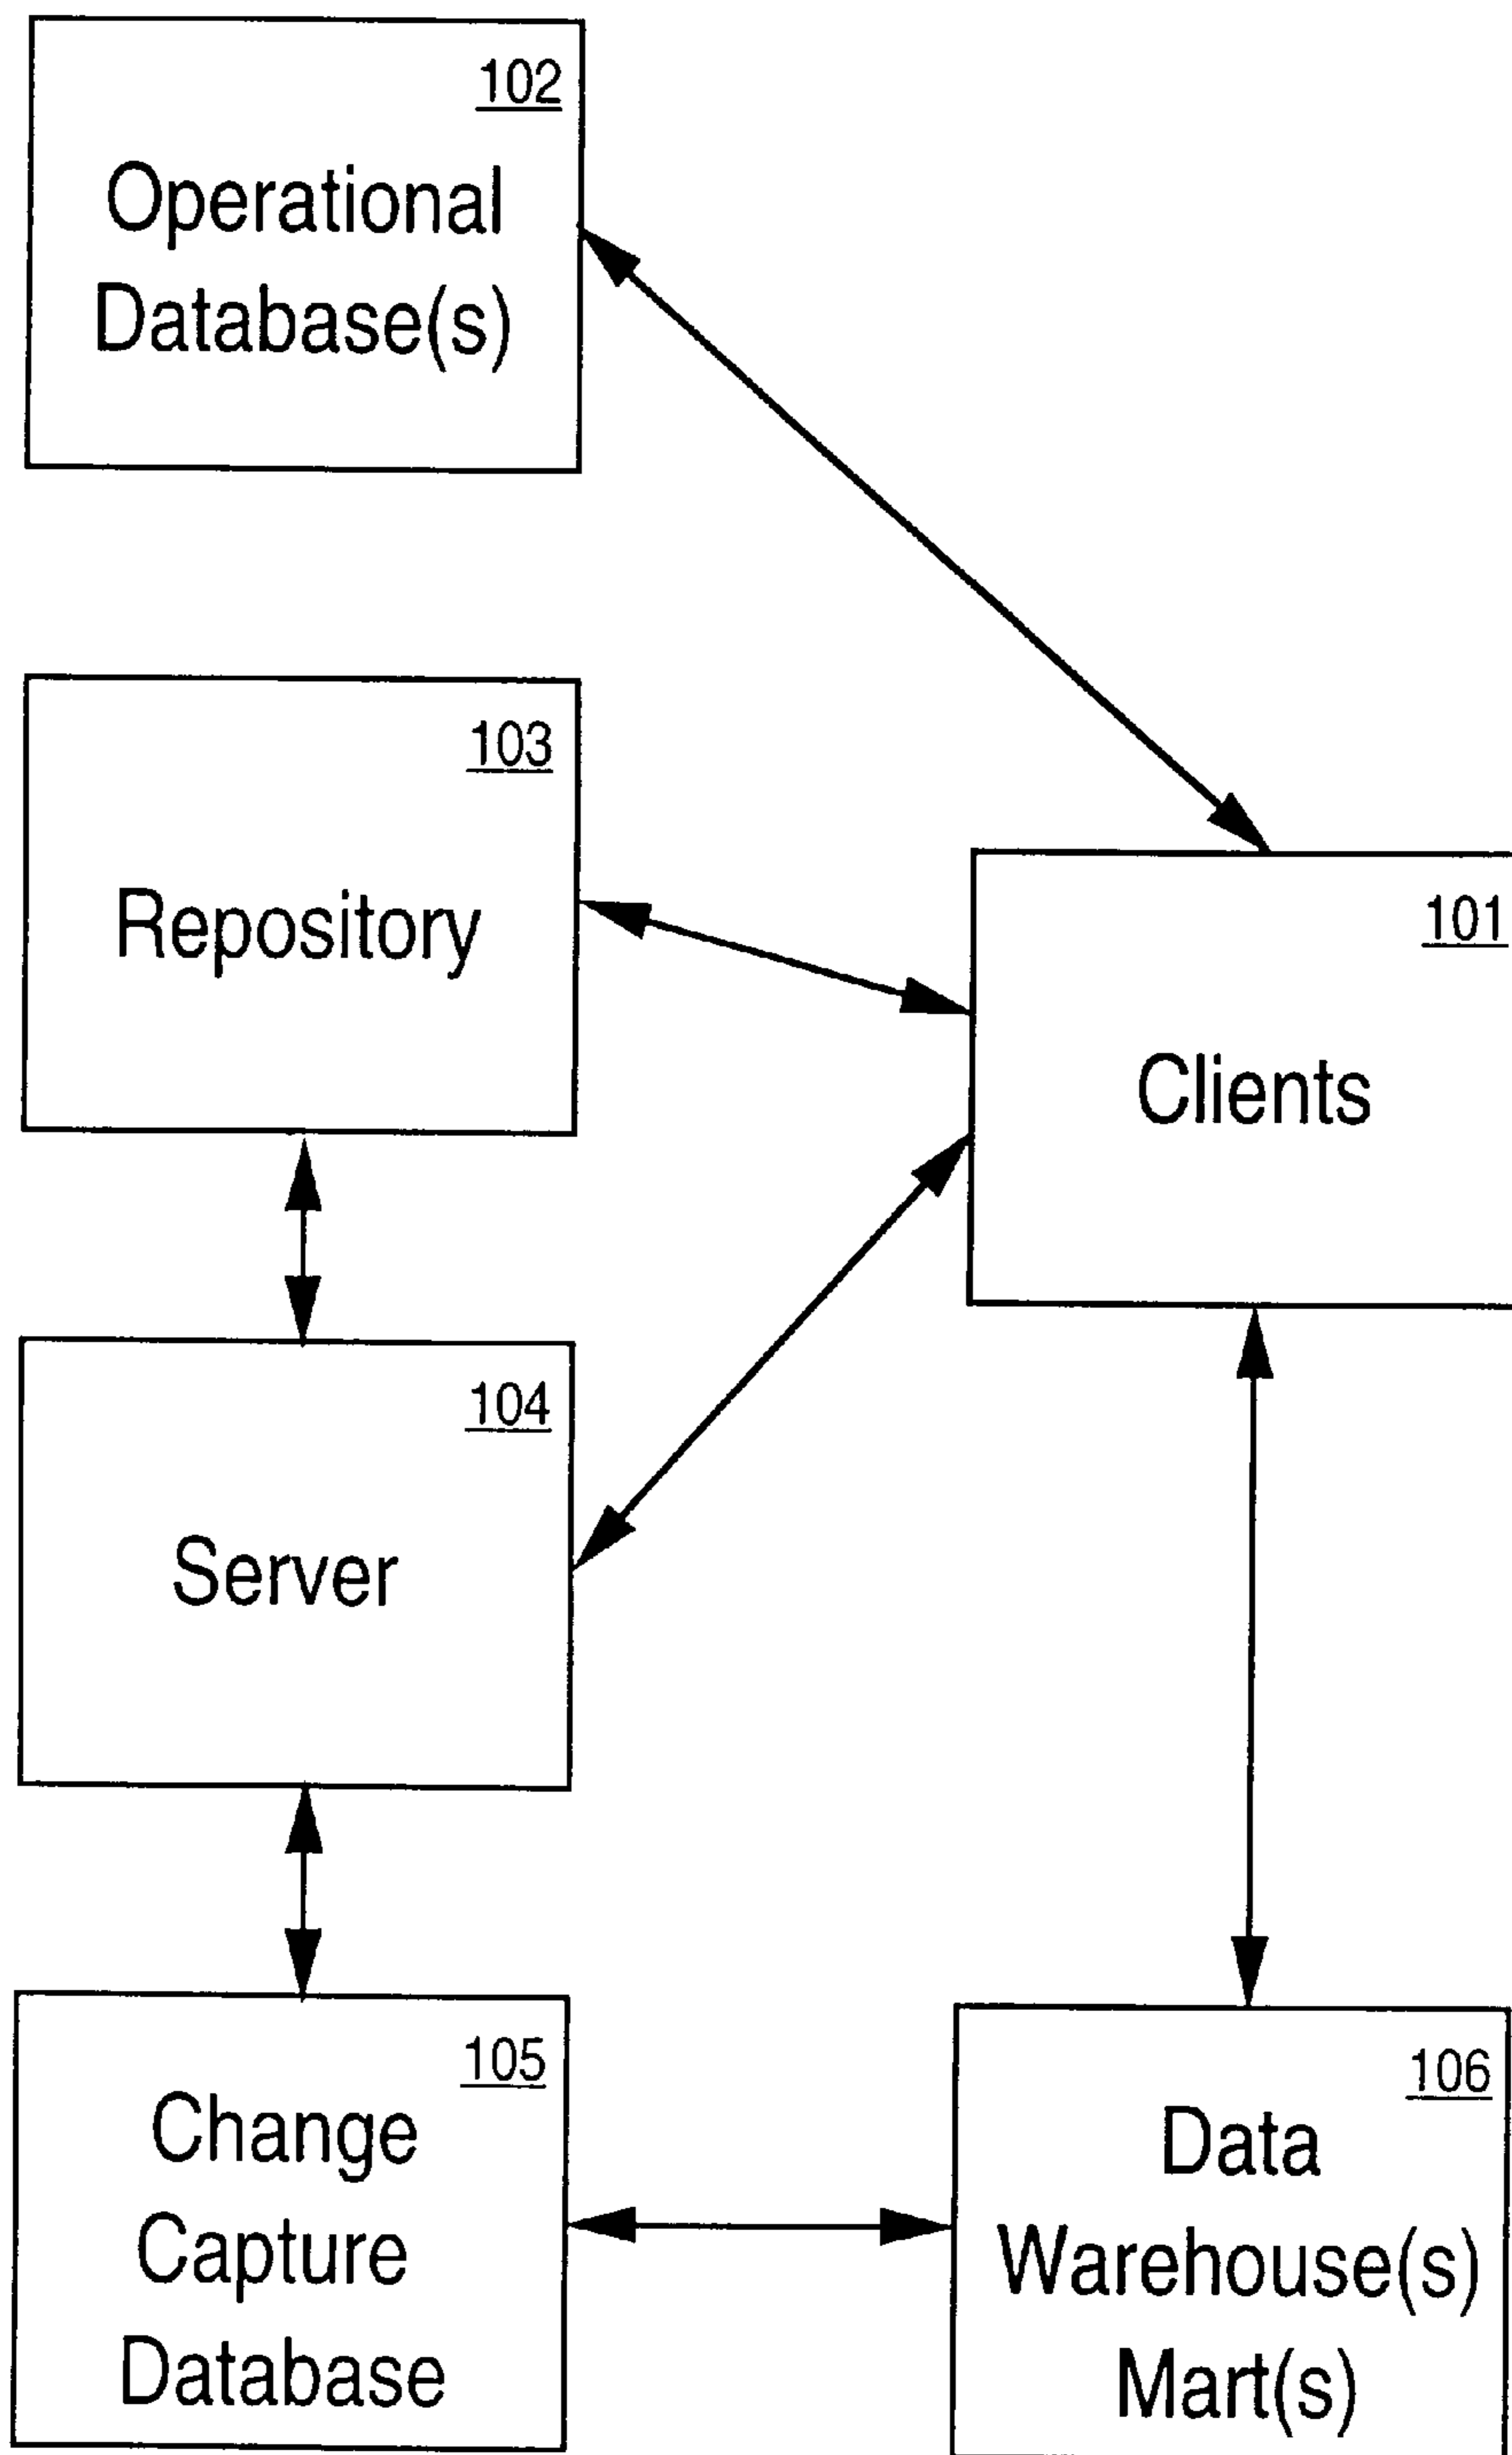 102
Operational
Database(s)
103
Repository
101
Clients
104
Server
105
Change
Capture
Database
106
Data
Warehouse(s)
Mart(s)